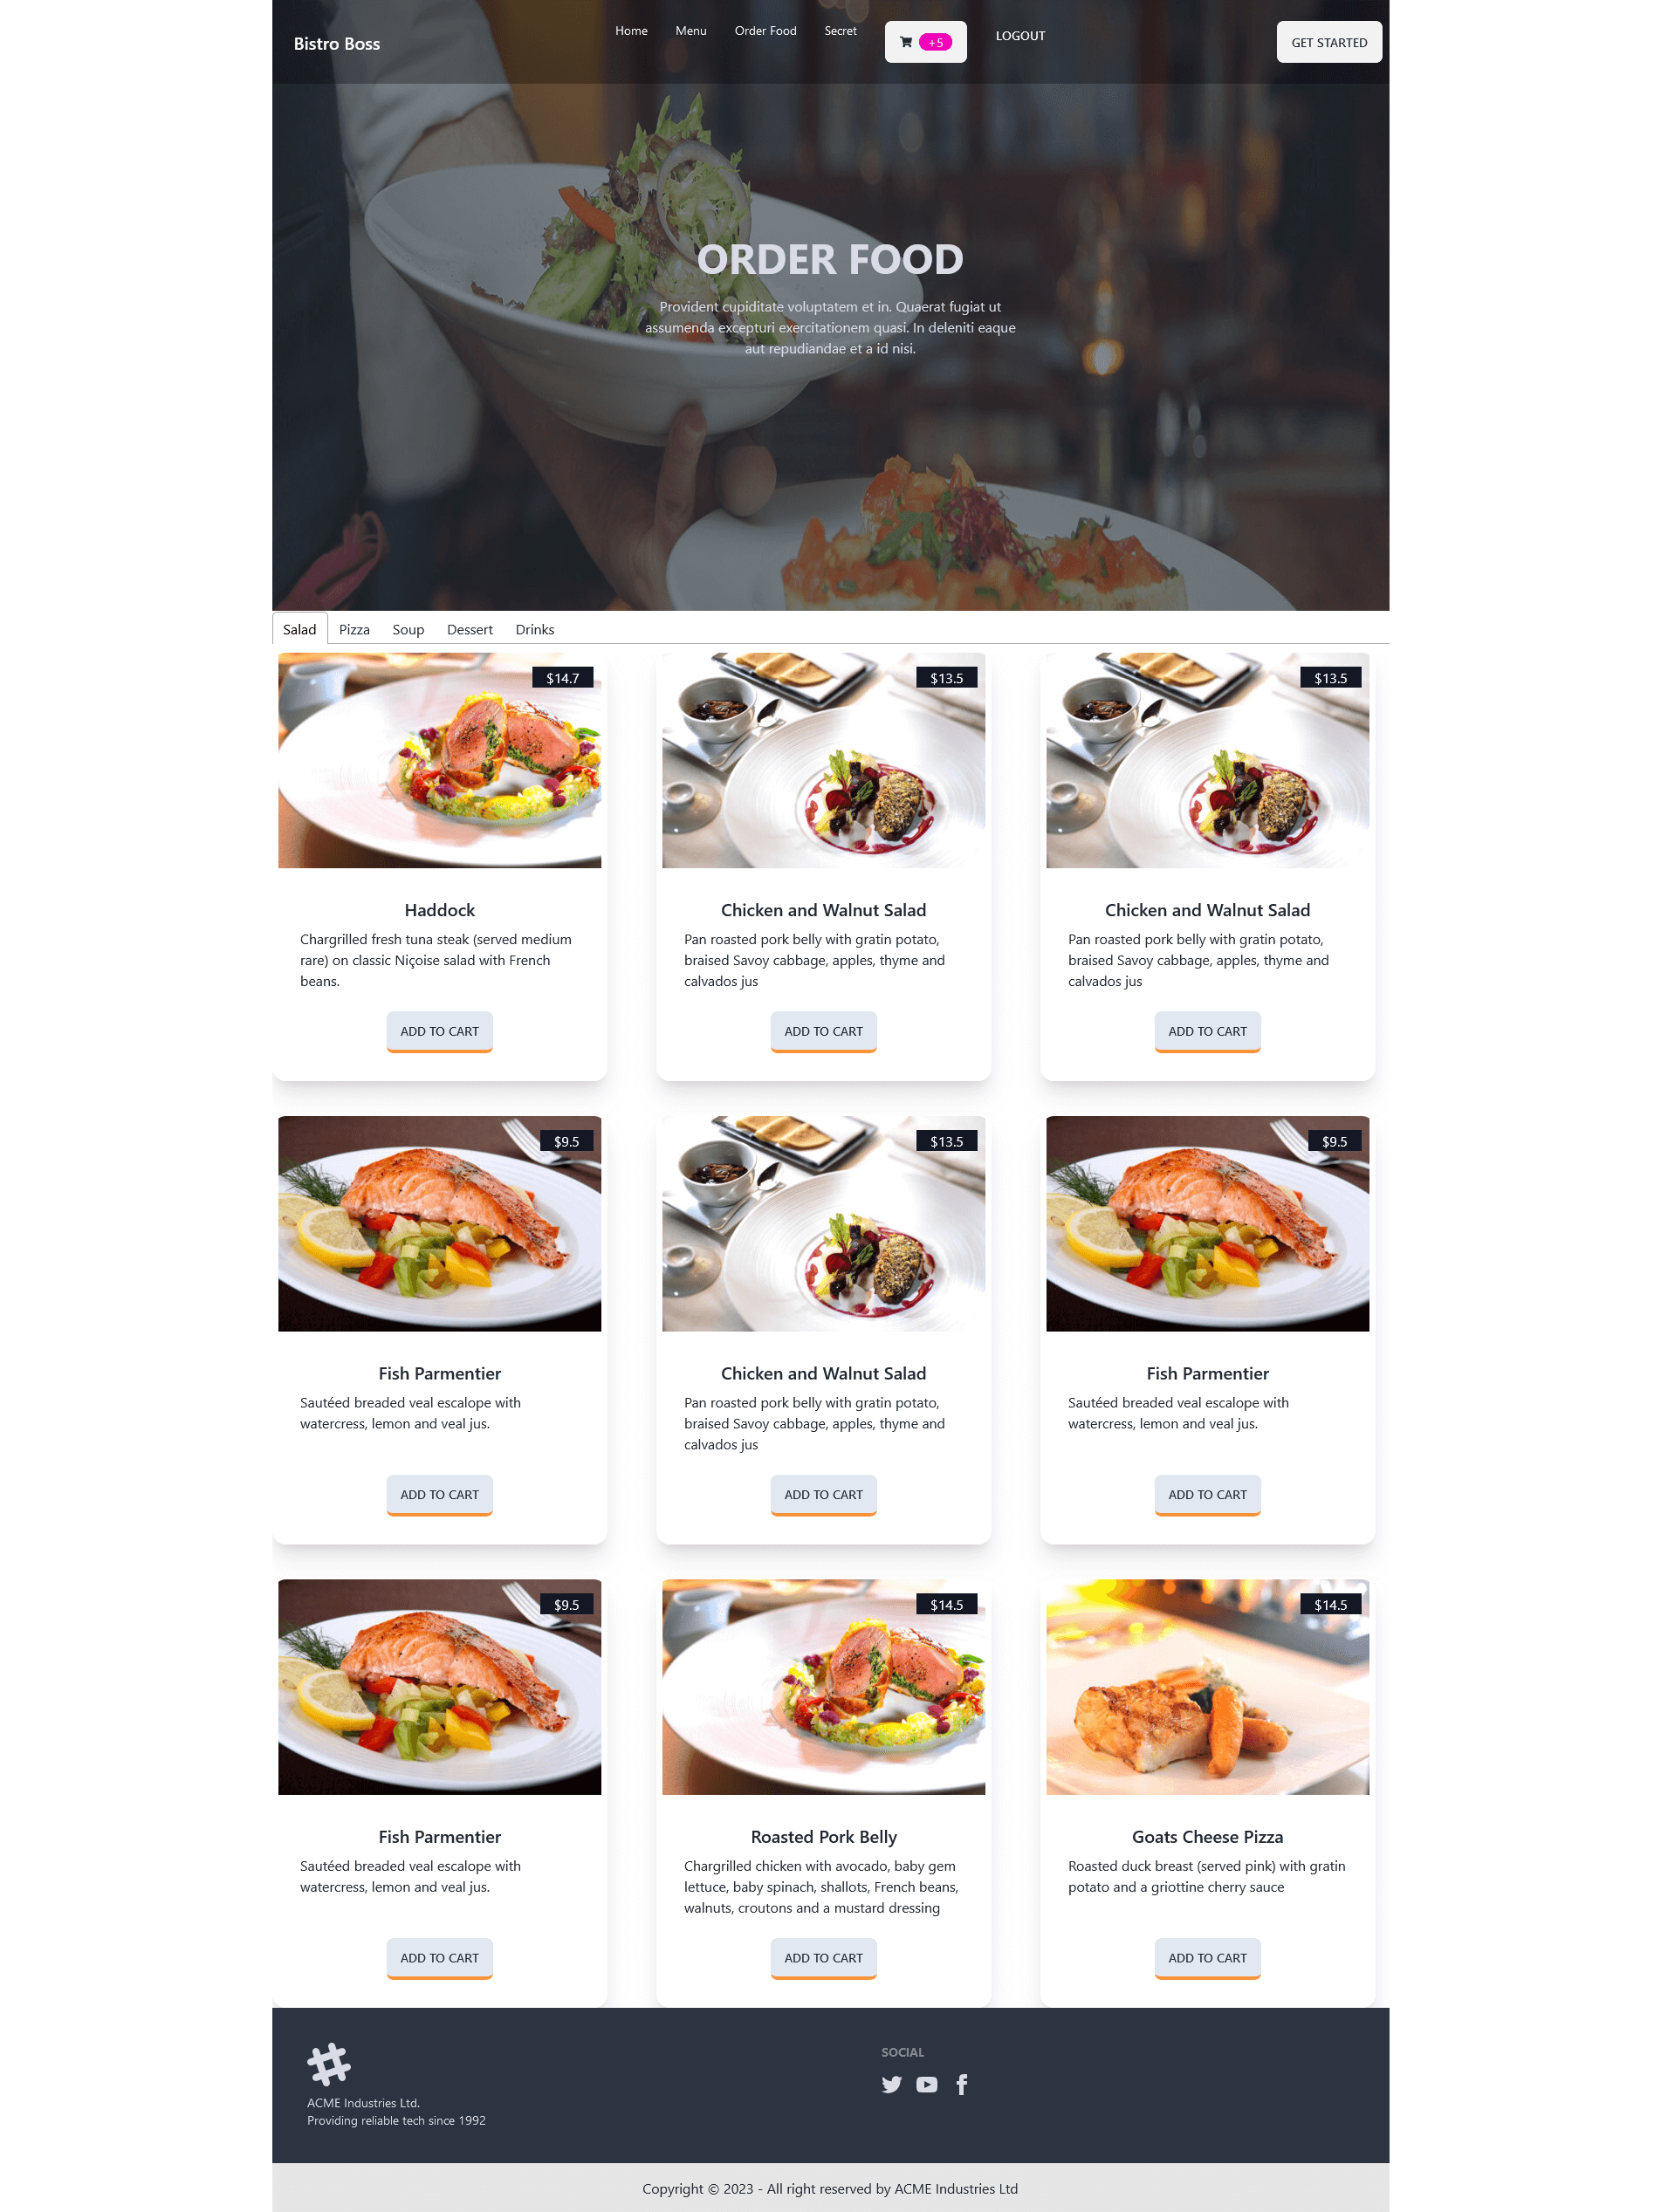 Bistro Boss
Home
Menu
Order Food
Secret
+5
LOGOUT
GET STARTED
ORDER FOOD
Provident cupiditate voluptatem et in. Quaerat fugiat ut
assumenda excepturi exercitationem quasi. In deleniti eaque
aut repudiandae et a id nisi.
Salad
Pizza
Soup
Dessert
Drinks
$14.7
Haddock
Chargrilled fresh tuna steak (served medium
rare) on classic Niçoise salad with French
beans.
ADD TO CART
$13.5
Chicken and Walnut Salad
Pan roasted pork belly with gratin potato,
braised Savoy cabbage, apples, thyme and
calvados jus
ADD TO CART
$13.5
Chicken and Walnut Salad
Pan roasted pork belly with gratin potato,
braised Savoy cabbage, apples, thyme and
calvados jus
ADD TO CART
$9.5
Fish Parmentier
Sautéed breaded veal escalope with
watercress, lemon and veal jus.
ADD TO CART
$13.5
Chicken and Walnut Salad
Pan roasted pork belly with gratin potato,
braised Savoy cabbage, apples, thyme and
calvados jus
ADD TO CART
$9.5
Fish Parmentier
Sautéed breaded veal escalope with
watercress, lemon and veal jus.
ADD TO CART
$9.5
Fish Parmentier
Sautéed breaded veal escalope with
watercress, lemon and veal jus.
ADD TO CART
$14.5
Roasted Pork Belly
Chargrilled chicken with avocado, baby gem
lettuce, baby spinach, shallots, French beans,
walnuts, croutons and a mustard dressing
ADD TO CART
$14.5
Goats Cheese Pizza
Roasted duck breast (served pink) with gratin
potato and a griottine cherry sauce
ADD TO CART
ACME Industries Ltd.
Providing reliable tech since 1992
SOCIAL
Copyright © 2023 - All right reserved by ACME Industries Ltd